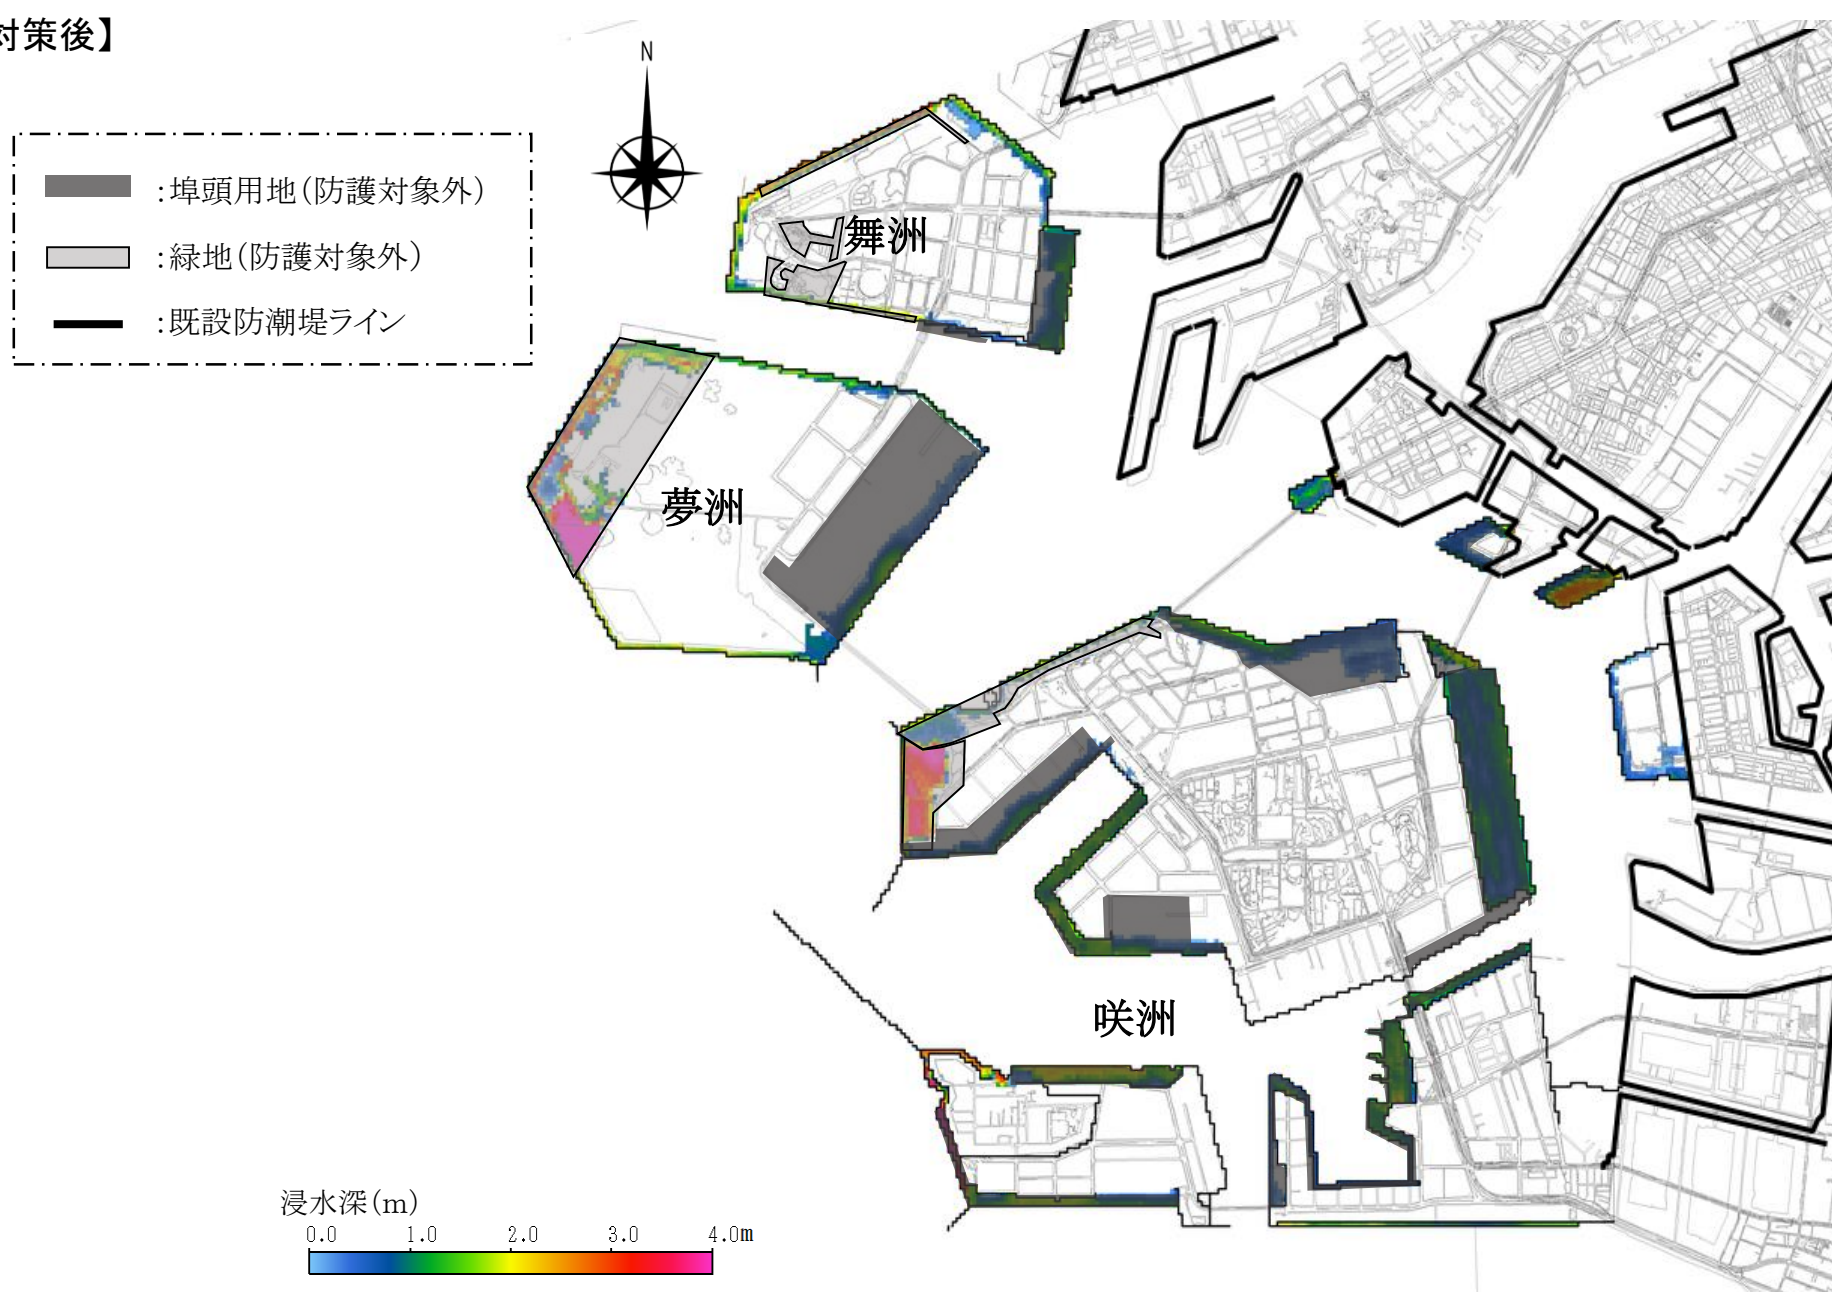 対策後】
N
:埠頭用地(防護対象外)
:緑地(防護対象外)
:既設防潮堤ライン
舞洲
夢洲
咲洲
浸水深(m)
0.0 1.0 2.0 3.0 4.0m